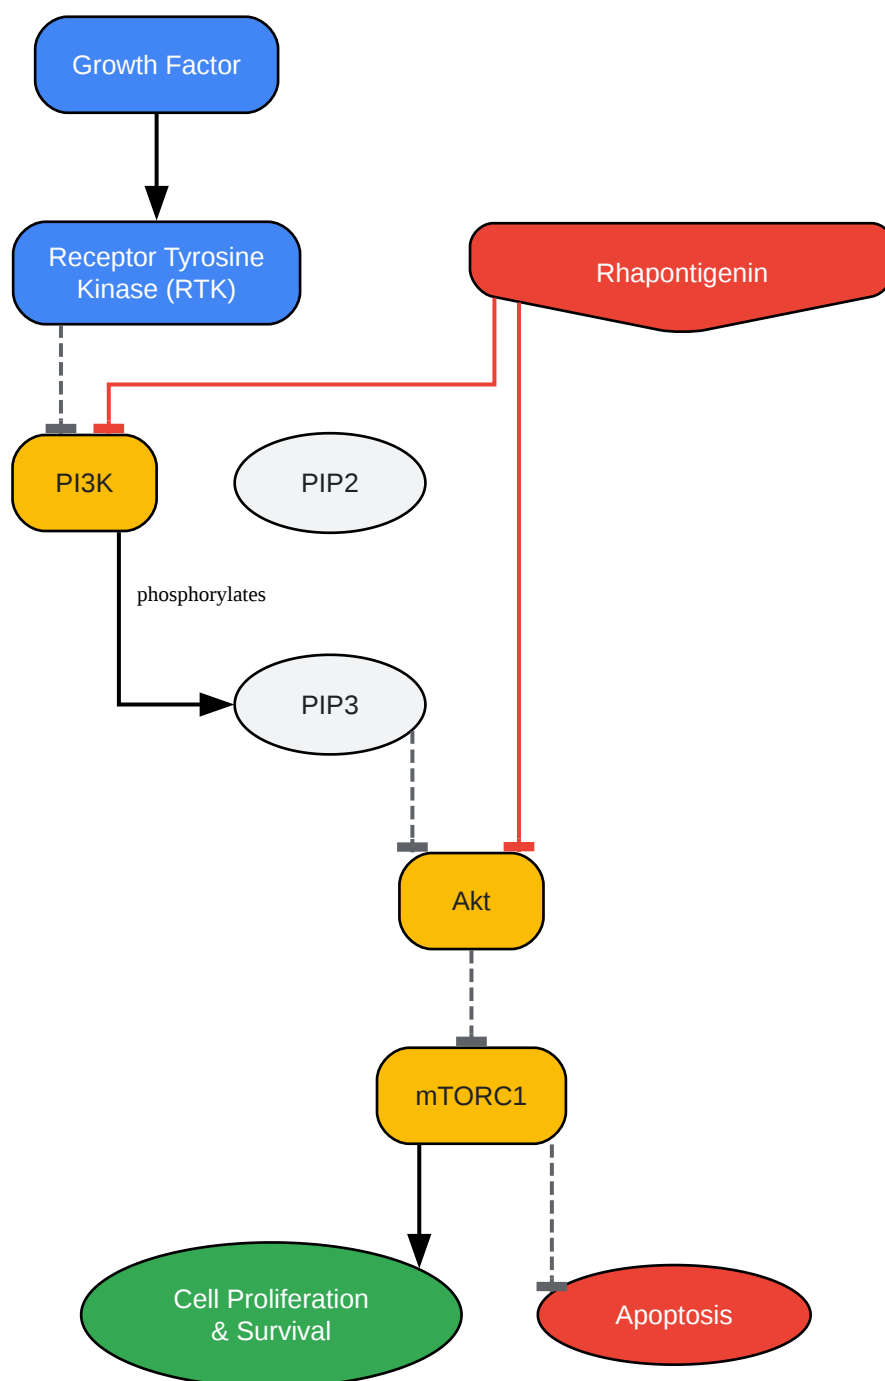 Growth Factor
Receptor Tyrosine
Kinase (RTK)
Rhapontigenin
PI3K
PIP2
phosphorylates
PIP3
Akt
mTORC1
Cell Proliferation
& Survival
Apoptosis